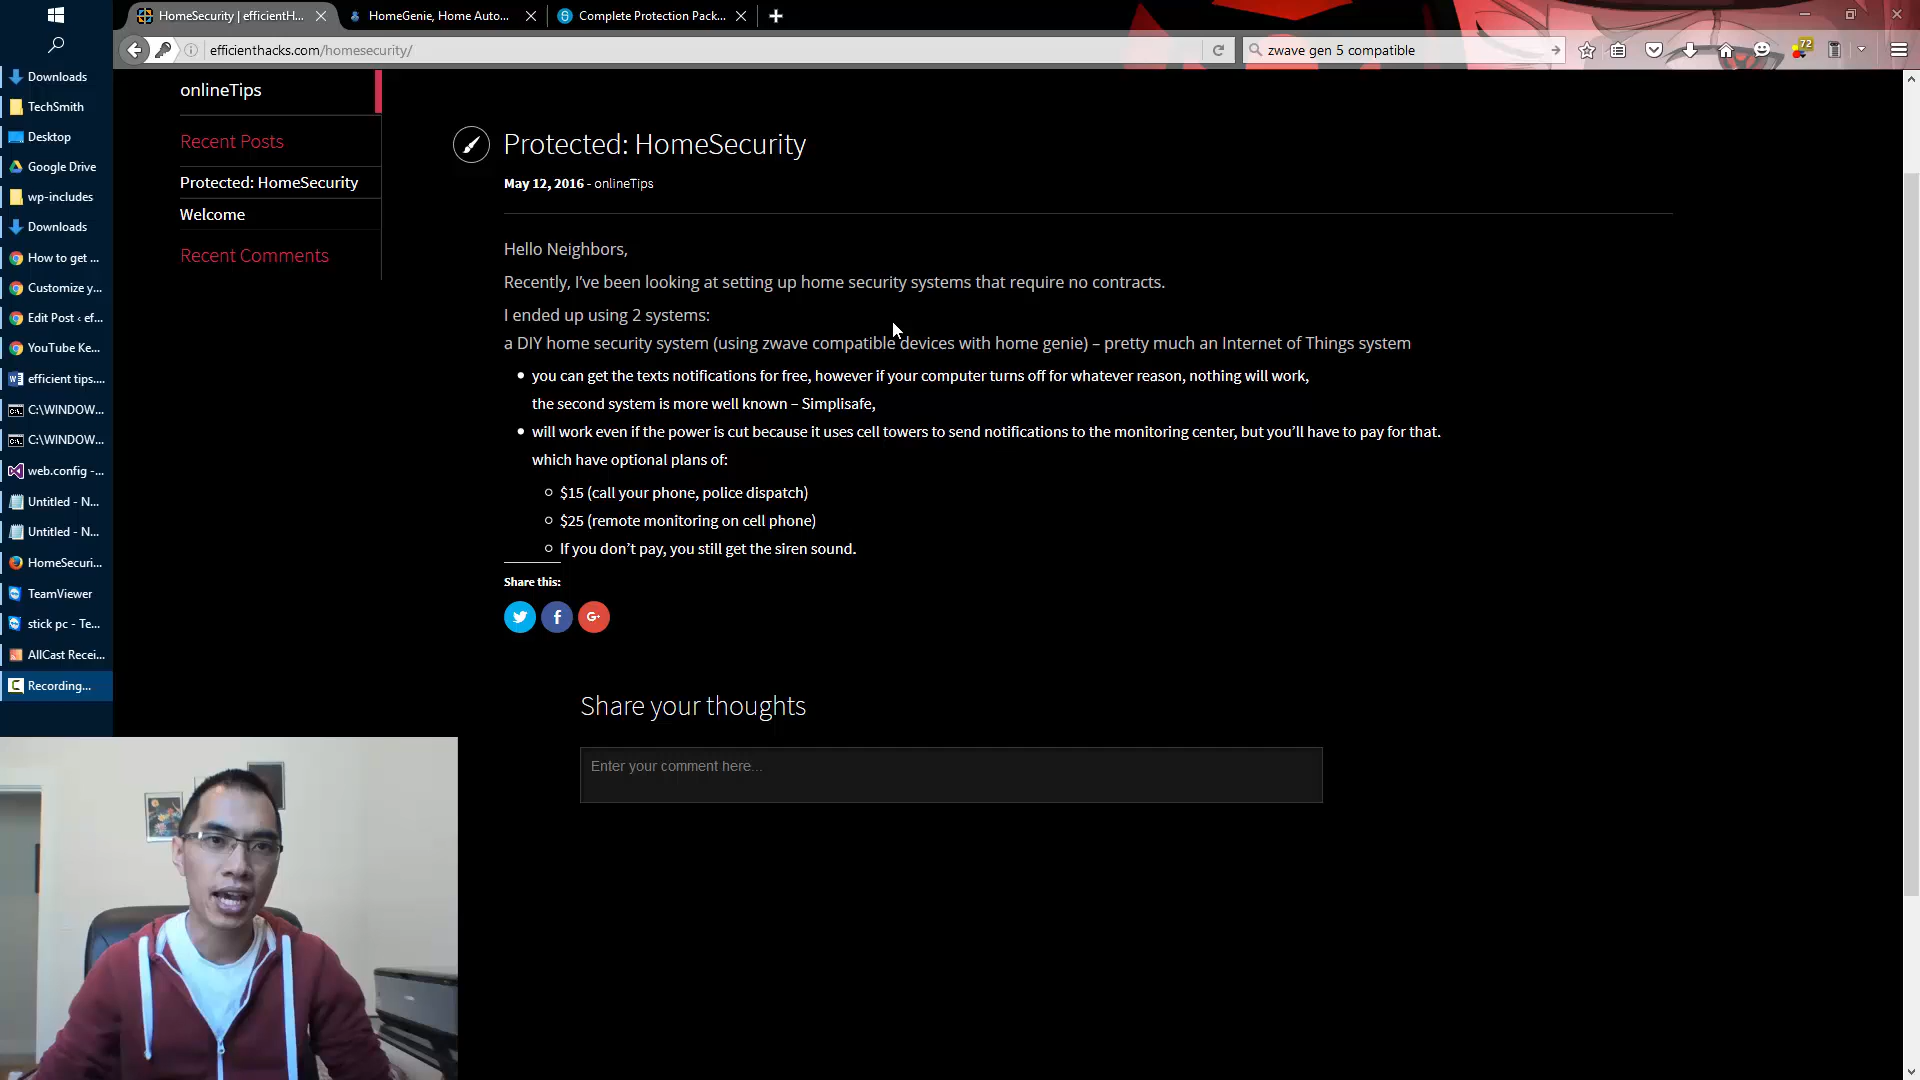 HomeSecurity | efficientH...
HomeGenie, Home Auto...
Complete Protection Pack...
efficienthacks.com/homesecurity/
zwave gen 5 compatible
72
Downloads
TechSmith
Desktop
Google Drive
wp-includes
Downloads
How to get ...
Customize y...
Edit Post ‹ ef...
YouTube Ke...
efficient tips....
C:\WINDOW...
C:\WINDOW...
web.config -...
Untitled - N...
Untitled - N...
HomeSecuri...
TeamViewer
stick pc - Te...
AllCast Recei...
Recording...
onlineTips
Recent Posts
Protected: HomeSecurity
Welcome
Recent Comments
Protected: HomeSecurity
May 12, 2016 - onlineTips
Hello Neighbors,
Recently, I’ve been looking at setting up home security systems that require no contracts.
I ended up using 2 systems:
a DIY home security system (using zwave compatible devices with home genie) – pretty much an Internet of Things system
you can get the texts notifications for free, however if your computer turns off for whatever reason, nothing will work,
the second system is more well known – Simplisafe,
will work even if the power is cut because it uses cell towers to send notifications to the monitoring center, but you’ll have to pay for that.
which have optional plans of:
$15 (call your phone, police dispatch)
$25 (remote monitoring on cell phone)
If you don’t pay, you still get the siren sound.
Share this:
Share your thoughts
Enter your comment here...